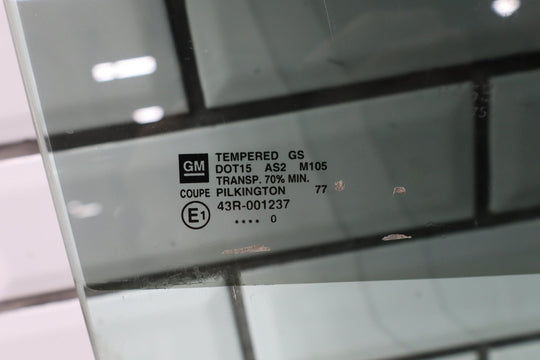 GM TEMPERED GS
DOT15 AS2 M105
TRANSP. 70% MIN.
COUPE PILKINGTON 77
E1 43R-001237
•••• 0